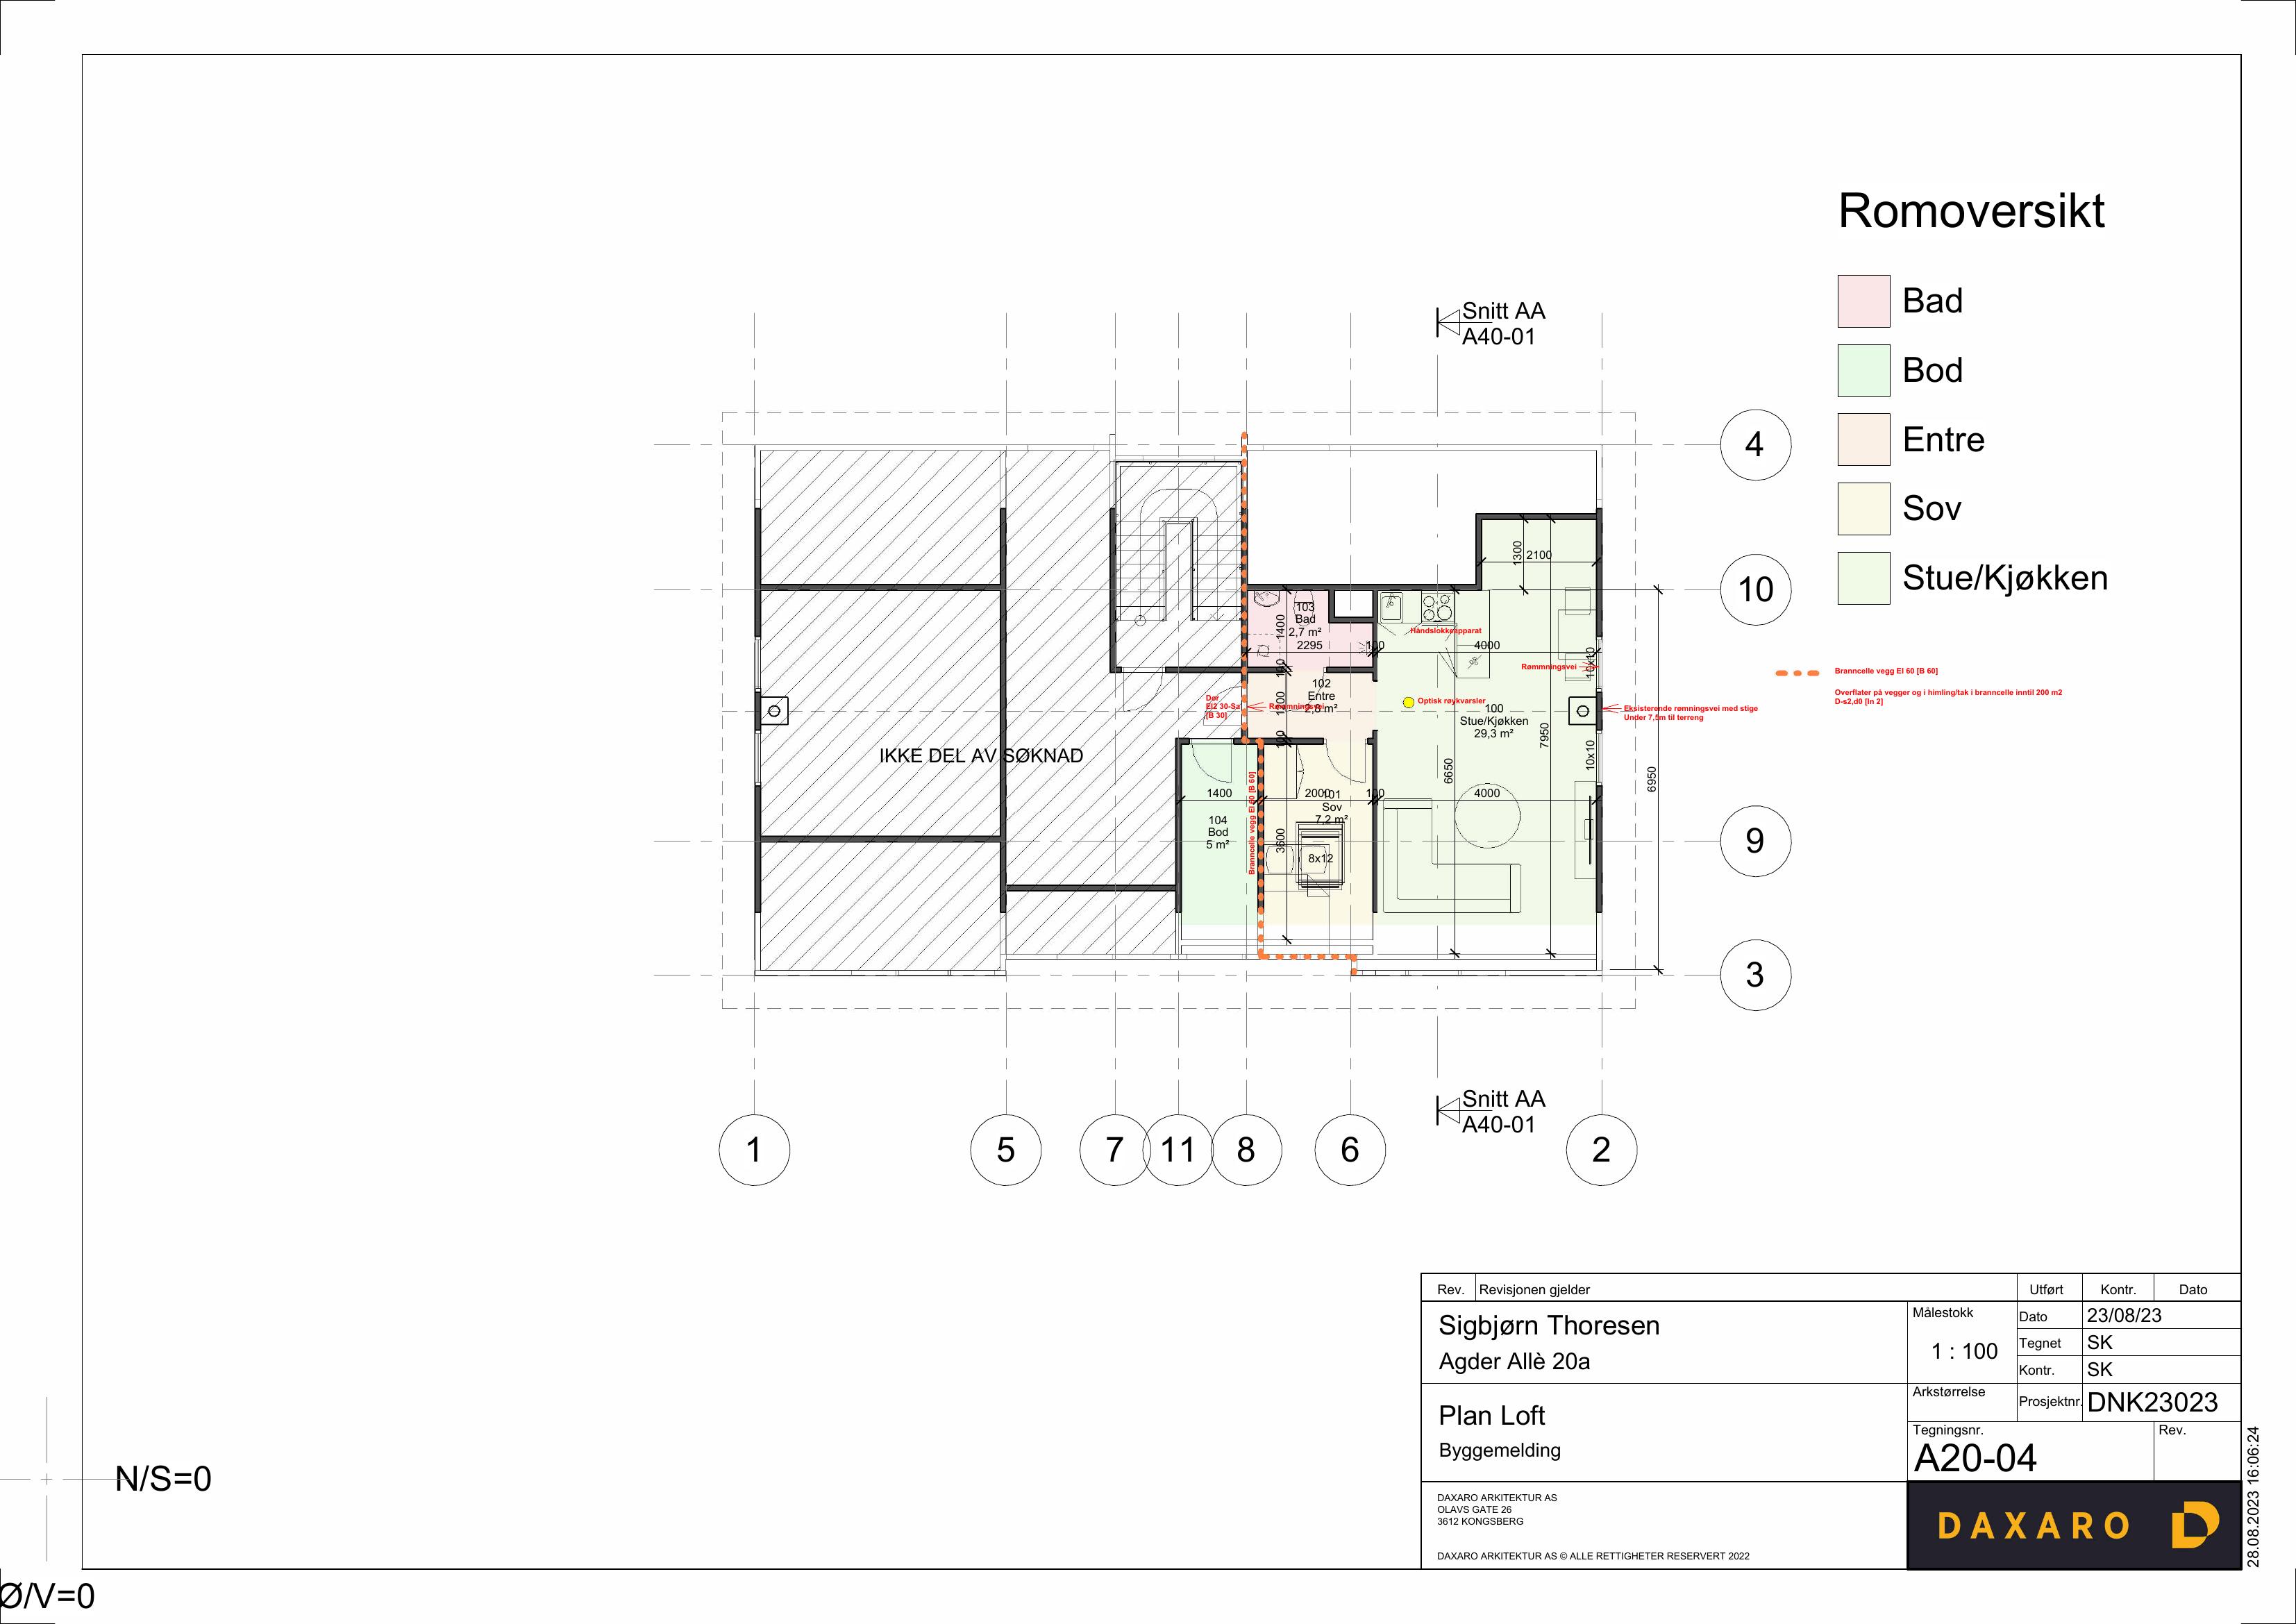 Romoversikt
Bad
Bod
Entre
Sov
Stue/Kjøkken
Snitt AA
A40-01
4
10
9
3
1300
2100
103
Bad
2,7 m²
1400
2295
100
4000
Håndslokkeapparat
Rømmningsvei
10x10
102
Entre
2,8 m²
100
1200
100
Dør
EI2 30-Sa
[B 30]
Optisk røykvarsler
100
Stue/Kjøkken
29,3 m²
7950
6650
10x10
6950
Eksisterende rømningsvei med stige
Under 7,5m til terreng
Branncelle vegg EI 60 [B 60]
Overflater på vegger og i himling/tak i branncelle inntil 200 m2
D-s2,d0 [In 2]
IKKE DEL AV SØKNAD
1400
2000
100
4000
101
Sov
7,2 m²
104
Bod
5 m²
Branncelle vegg EI 60 [B 60]
3600
8x12
Snitt AA
A40-01
1
5
7
11
8
6
2
Rev.
Revisjonen gjelder
Utført
Kontr.
Dato
Sigbjørn Thoresen
Agder Allè 20a
Målestokk
1 : 100
Dato
23/08/23
Tegnet
SK
Kontr.
SK
Plan Loft
Byggemelding
Arkstørrelse
Prosjektnr.
DNK23023
Tegningsnr.
A20-04
Rev.
DAXARO ARKITEKTUR AS
OLAVS GATE 26
3612 KONGSBERG
DAXARO ARKITEKTUR AS © ALLE RETTIGHETER RESERVERT 2022
DAXARO
28.08.2023 16:06:24
N/S=0
Ø/V=0